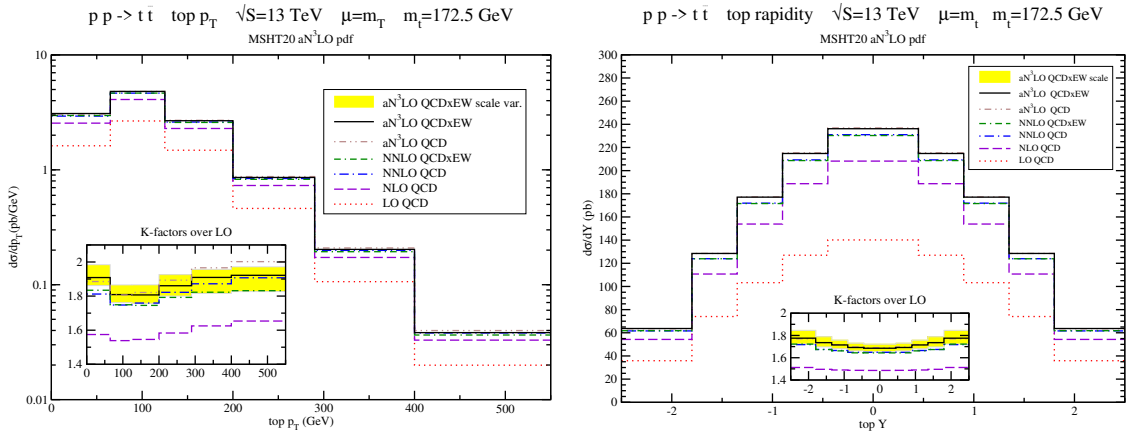 p p -> t t̄ top p_T √S=13 TeV μ=m_T m_t=172.5 GeV
MSHT20 aN³LO pdf
10
1
0.1
0.01
dσ/dp_T(pb/GeV)
aN³LO QCDxEW scale var.
aN³LO QCDxEW
aN³LO QCD
NNLO QCDxEW
NNLO QCD
NLO QCD
LO QCD
K-factors over LO
2
1.8
1.6
1.4
0 100 200 300 400 500
0 100 200 300 400 500
top p_T (GeV)
p p -> t t̄ top rapidity √S=13 TeV μ=m_t m_t=172.5 GeV
MSHT20 aN³LO pdf
300
280
260
240
220
200
180
160
140
120
100
80
60
40
20
0
dσ/dY (pb)
aN³LO QCDxEW scale
aN³LO QCDxEW
aN³LO QCD
NNLO QCDxEW
NNLO QCD
NLO QCD
LO QCD
K-factors over LO
2
1.8
1.6
1.4
-2 -1 0 1 2
-2 -1 0 1 2
top Y